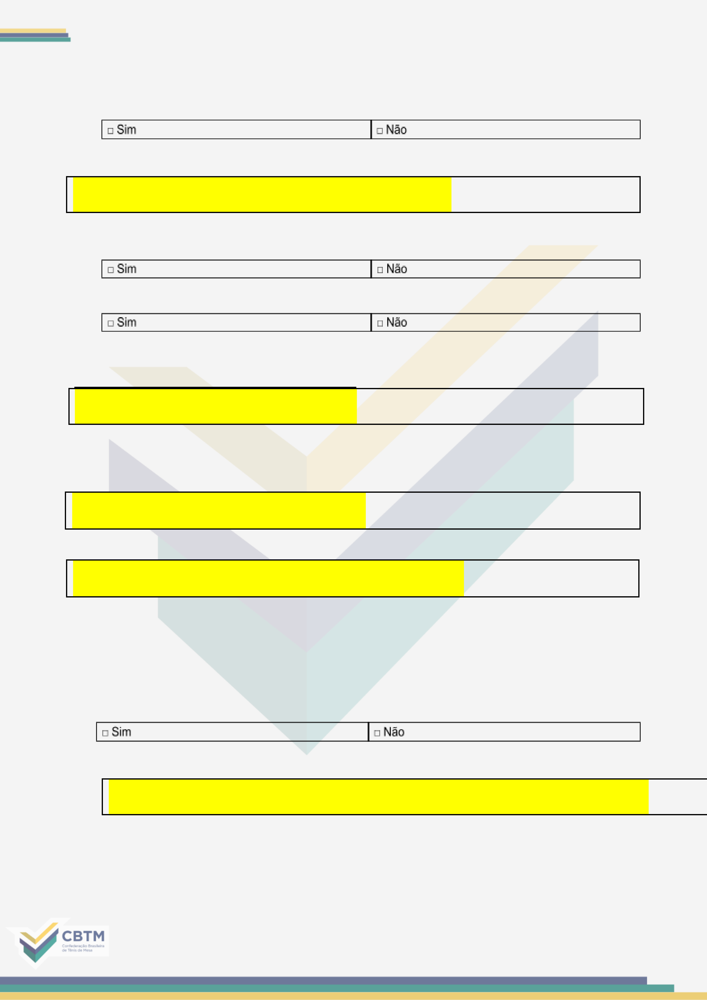 □ Sim □ Não
□ Sim □ Não
□ Sim □ Não
□ Sim □ Não
CBTM
Confederação Brasileira
de Tênis de Mesa